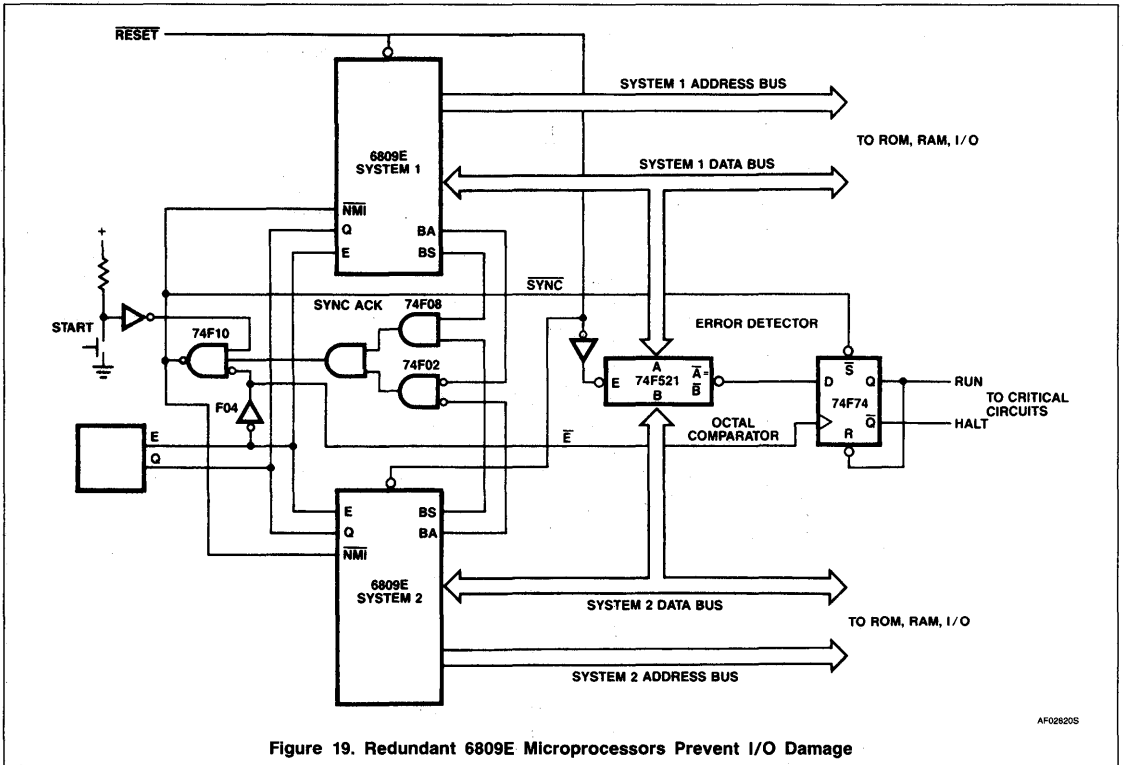 RESET
SYSTEM 1 ADDRESS BUS
TO ROM, RAM, I/O
6809E
SYSTEM 1
SYSTEM 1 DATA BUS
NMI
Q
E
BA
BS
+
START
SYNC ACK
74F08
SYNC
74F10
74F02
F04
ERROR DETECTOR
E
A
74F521
B
A =
B
OCTAL
COMPARATOR
D
S
Q
74F74
Q
R
RUN
TO CRITICAL
CIRCUITS
HALT
E
Q
E
E
Q
NMI
BS
BA
6809E
SYSTEM 2
SYSTEM 2 DATA BUS
TO ROM, RAM, I/O
SYSTEM 2 ADDRESS BUS
AF02820S
Figure 19. Redundant 6809E Microprocessors Prevent I/O Damage